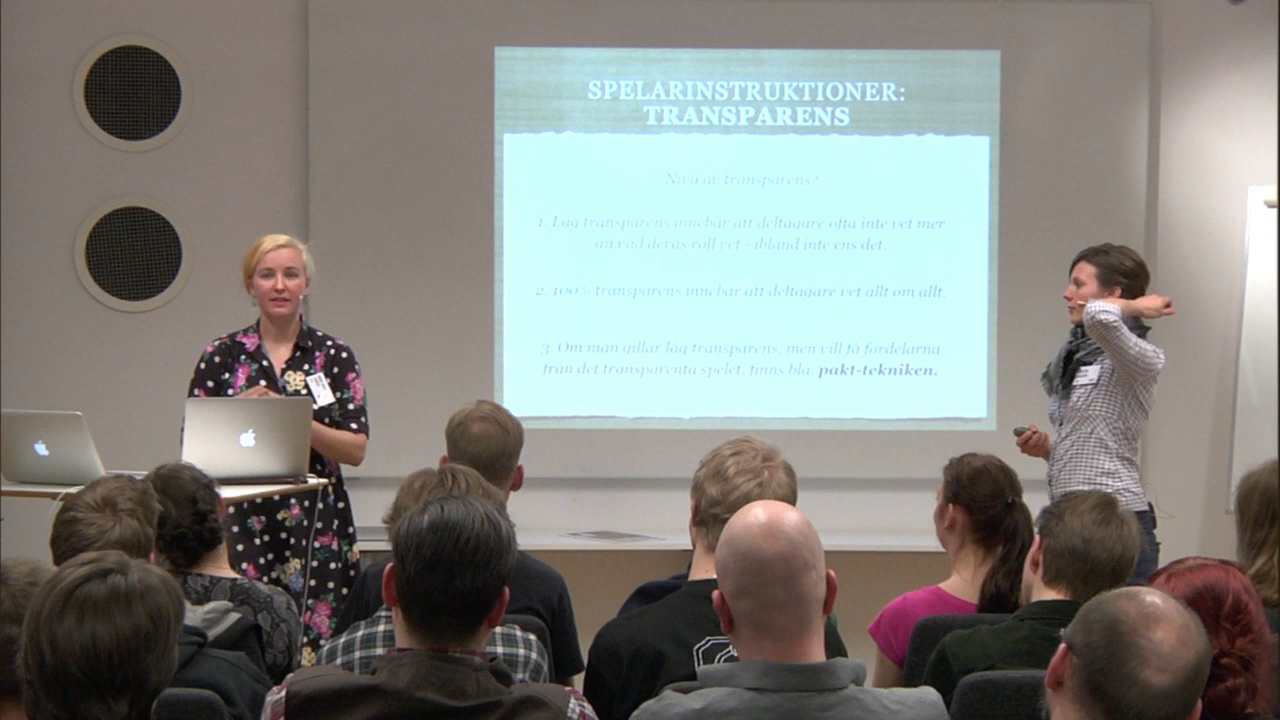 SPELARINSTRUKTIONER:
TRANSPARENS
Nivå av transparens?
1. Låg transparens innebär att deltagare ofta inte vet mer
än vad deras roll vet - ibland inte ens det.
2. 100% transparens innebär att deltagare vet allt om allt.
3. Om man gillar låg transparens, men vill få fördelarna
från det transparenta spelet, finns bla. pakt-tekniken.